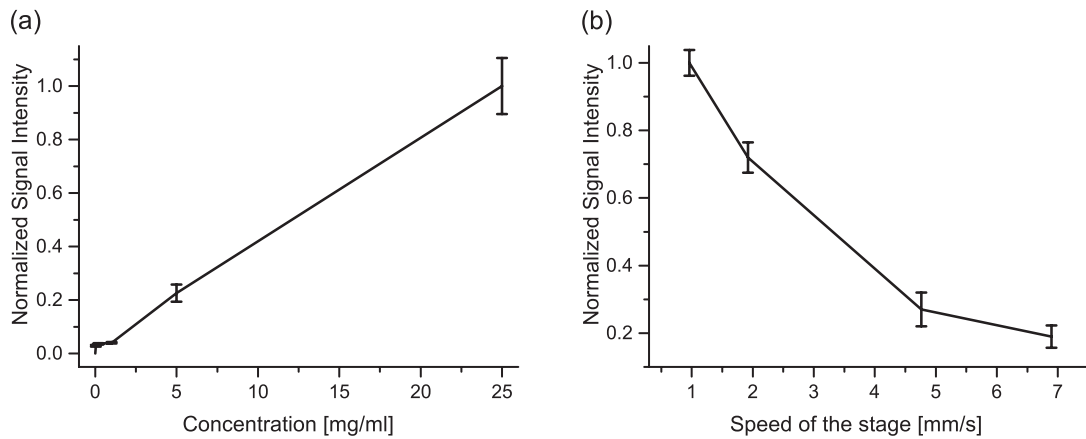 (a)
Normalized Signal Intensity
1.0
0.8
0.6
0.4
0.2
0.0
0 5 10 15 20 25
Concentration [mg/ml]
(b)
Normalized Signal Intensity
1.0
0.8
0.6
0.4
0.2
1 2 3 4 5 6 7
Speed of the stage [mm/s]